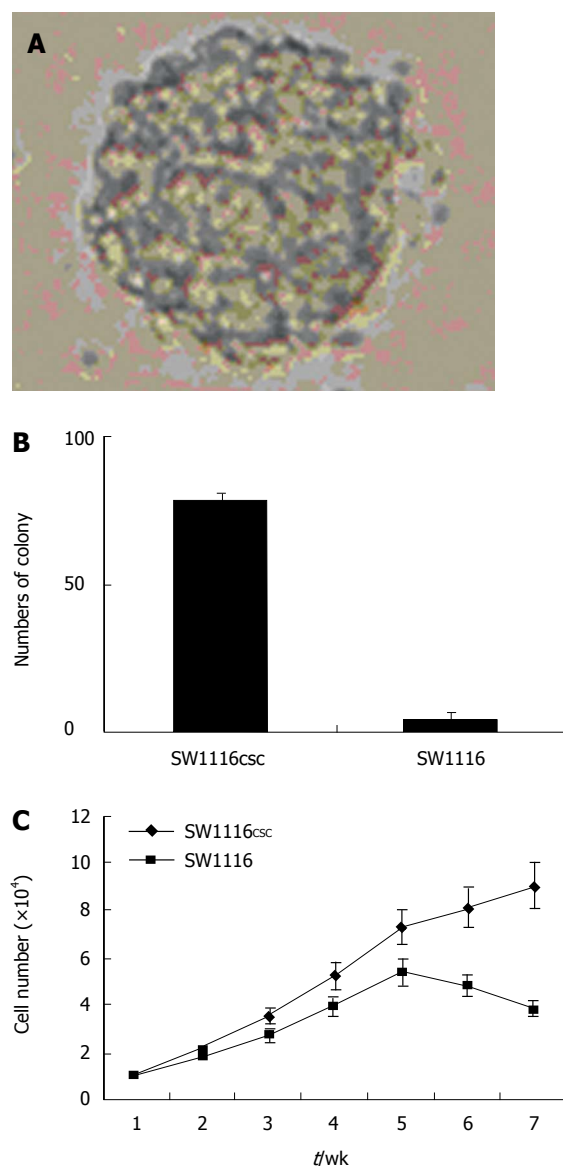 A
B
100
50
0
Numbers of colony
SW1116csc
SW1116
C
SW1116csc
SW1116
12
10
8
6
4
2
0
Cell number (×10⁴)
1 2 3 4 5 6 7
t/wk